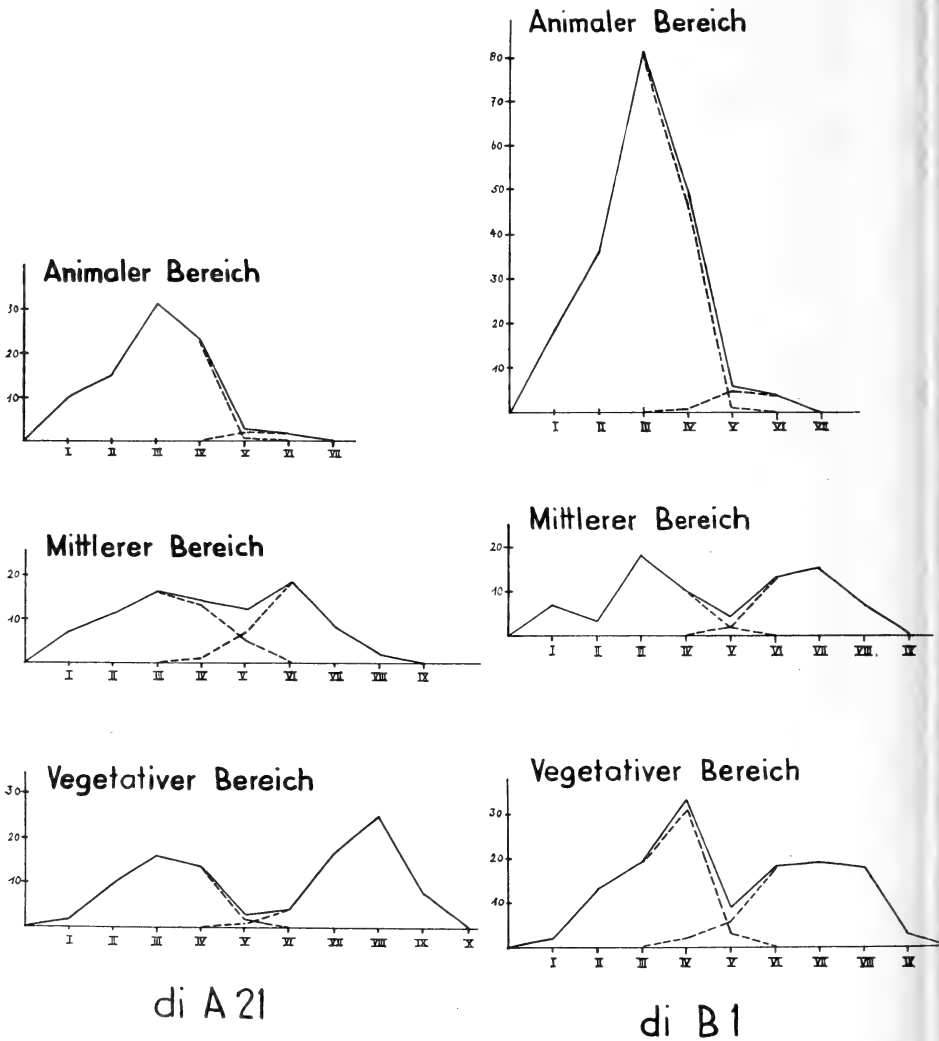 Animaler Bereich
30
20
10
I II III IV V VI VII
Mittlerer Bereich
20
10
I II III IV V VI VII VIII IX
Vegetativer Bereich
30
20
10
I II III IV V VI VII VIII IX X
di A 21
Animaler Bereich
80
70
60
50
40
30
20
10
I II III IV V VI VII
Mittlerer Bereich
20
10
I II III IV V VI VII VIII. IX
Vegetativer Bereich
30
20
10
I II III IV V VI VII VIII IX
di B 1